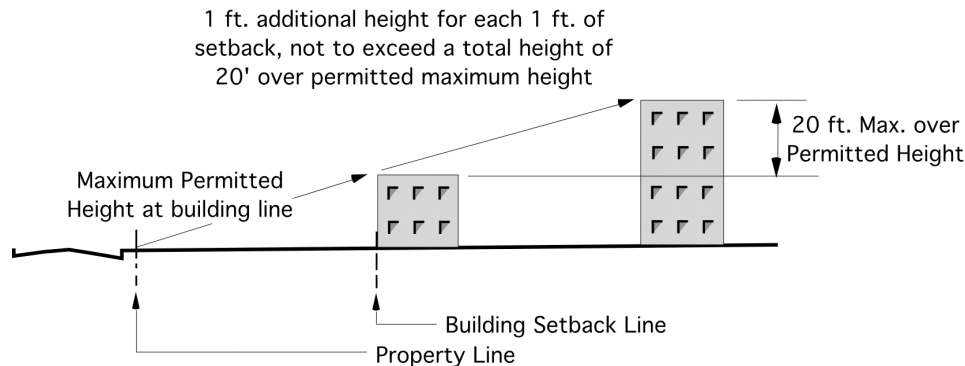 1 ft. additional height for each 1 ft. of
setback, not to exceed a total height of
20' over permitted maximum height
20 ft. Max. over
Permitted Height
Maximum Permitted
Height at building line
Building Setback Line
Property Line